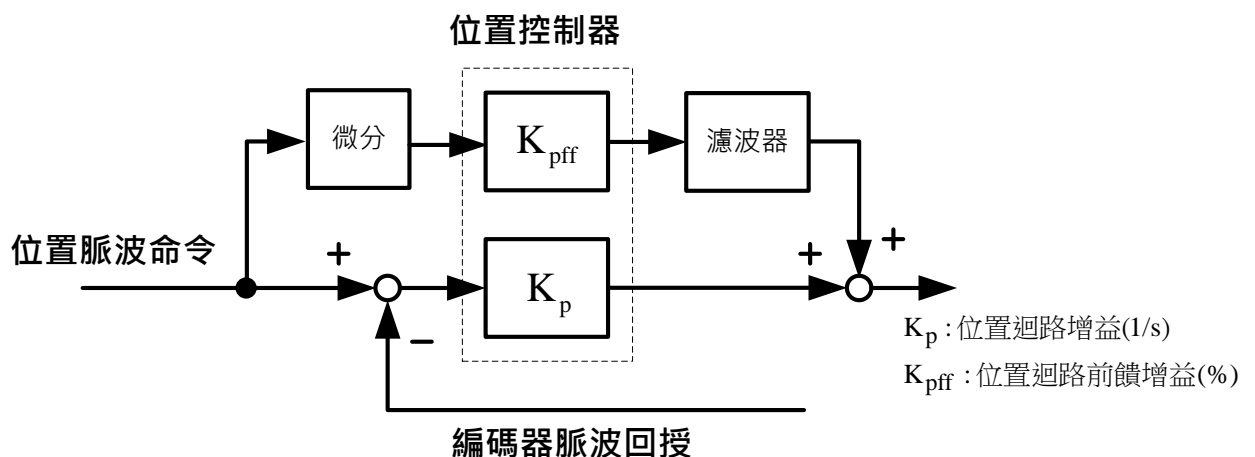 位置控制器
微分
Kpff
濾波器
位置脈波命令
+
+
+
Kp
−
Kp : 位置迴路增益(1/s)
Kpff : 位置迴路前饋增益(%)
編碼器脈波回授